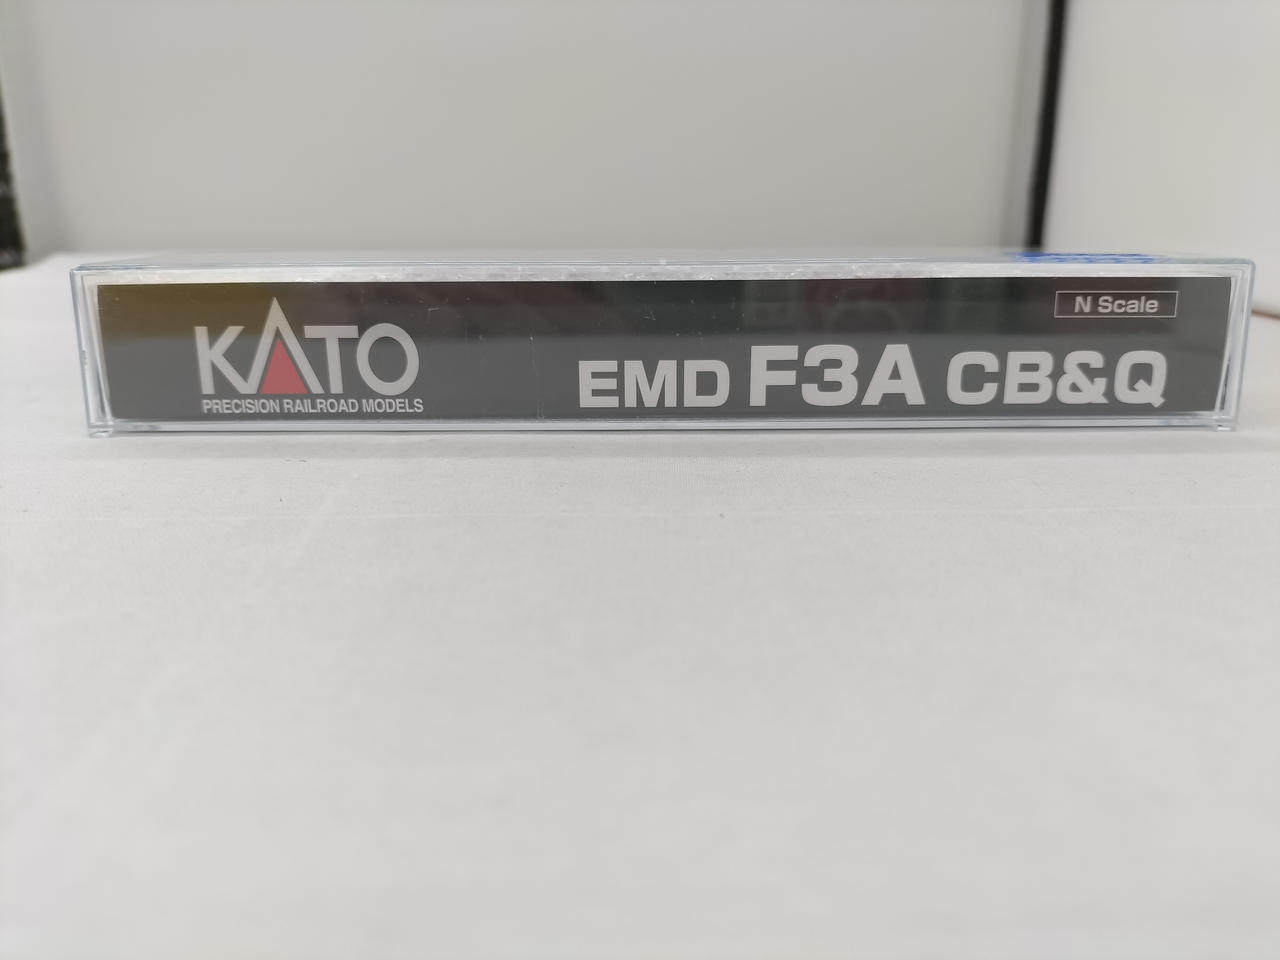 KATO
PRECISION RAILROAD MODELS
N Scale
EMD F3A CB&Q